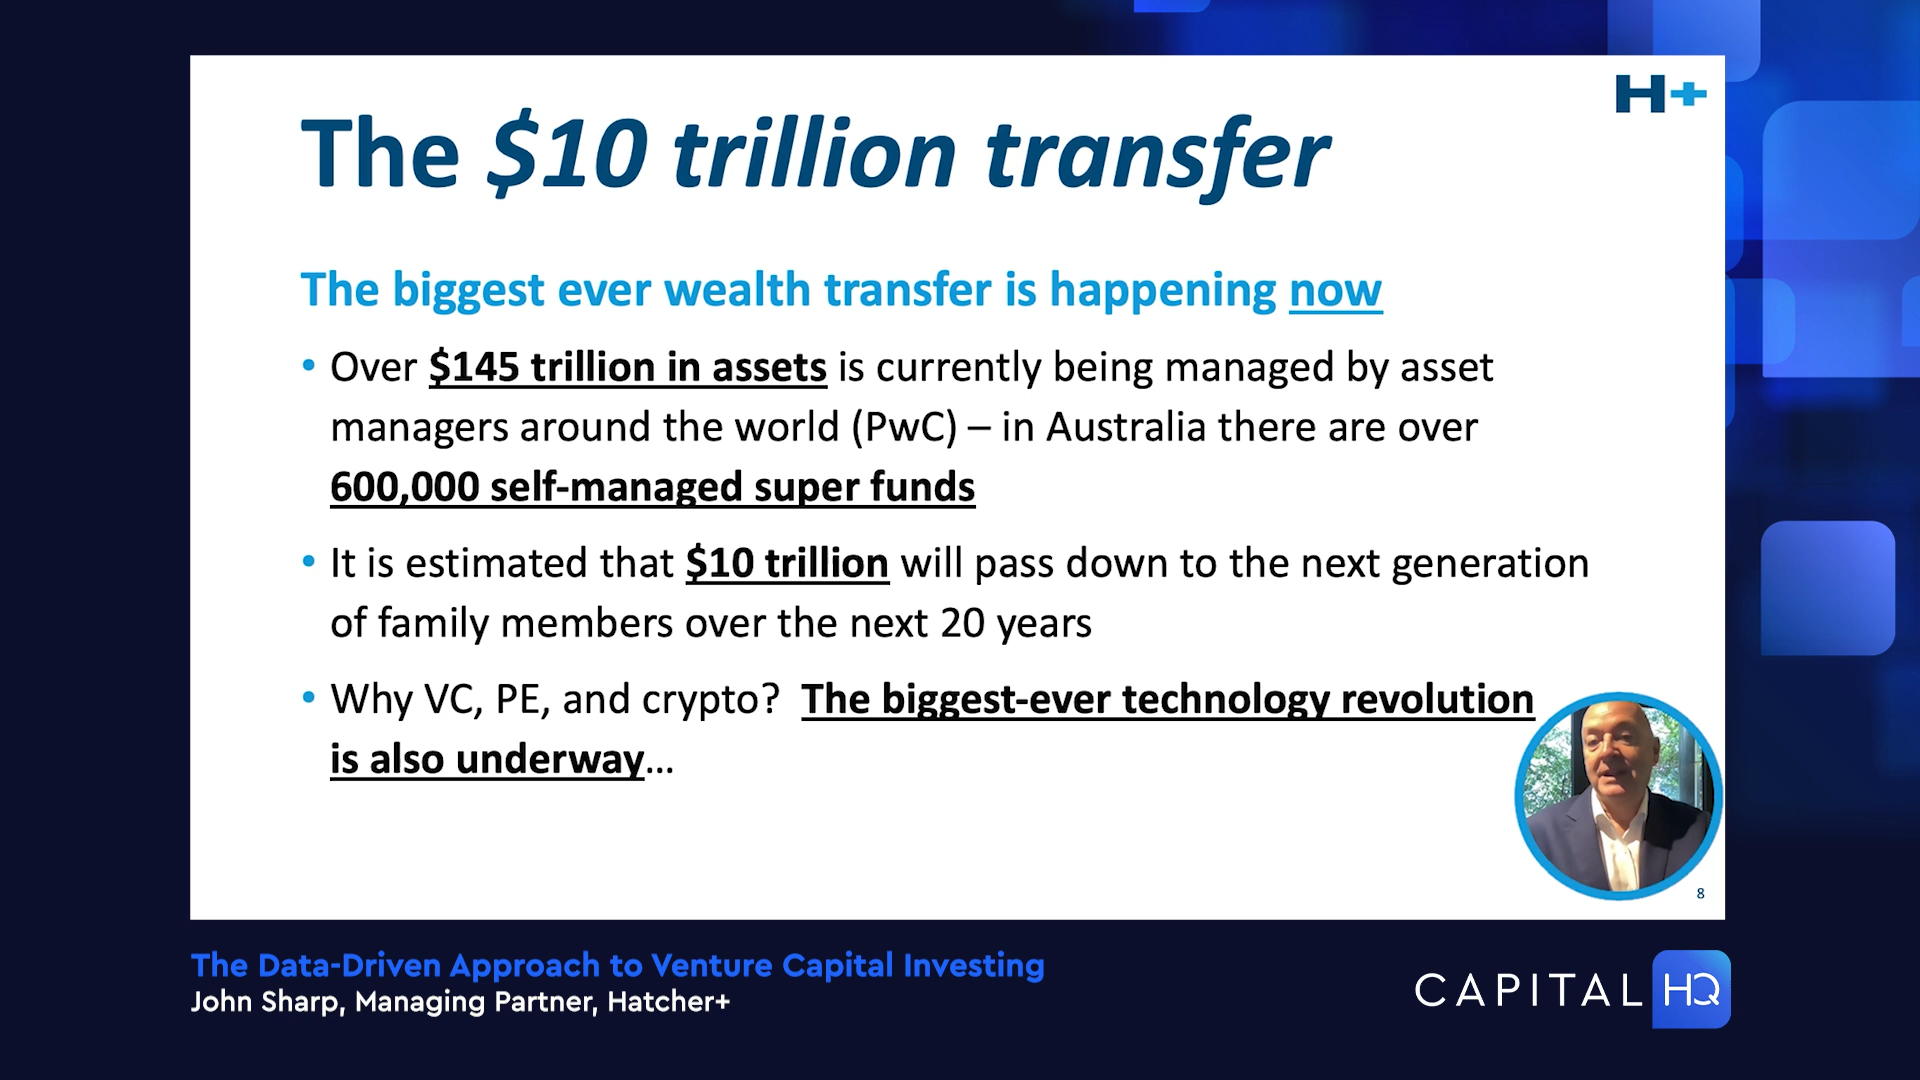 H+
The $10 trillion transfer
The biggest ever wealth transfer is happening now
• Over $145 trillion in assets is currently being managed by asset
managers around the world (PwC) – in Australia there are over
600,000 self-managed super funds
• It is estimated that $10 trillion will pass down to the next generation
of family members over the next 20 years
• Why VC, PE, and crypto?  The biggest-ever technology revolution
is also underway...
8
The Data-Driven Approach to Venture Capital Investing
John Sharp, Managing Partner, Hatcher+
CAPITAL HQ